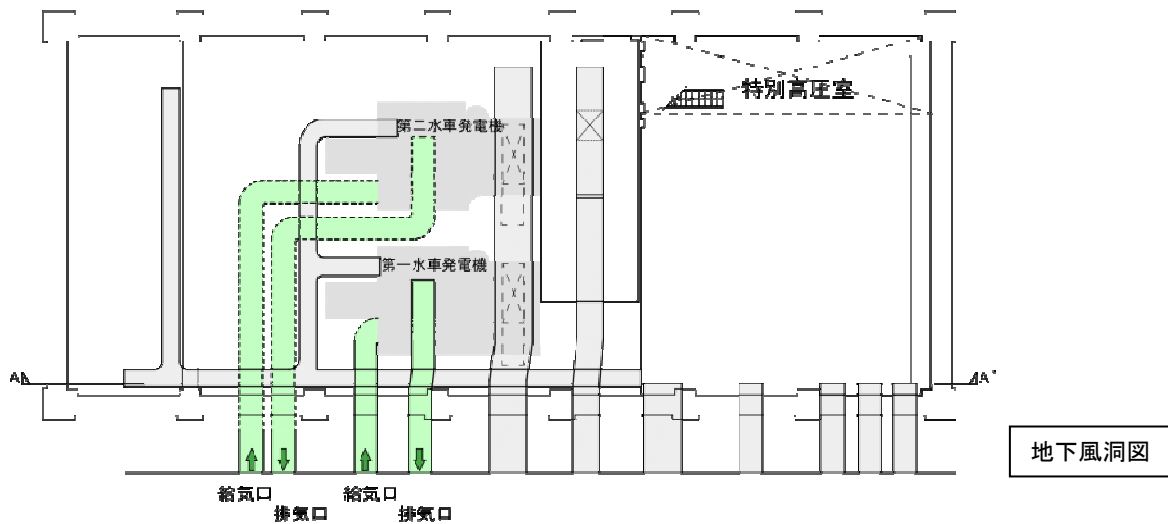 特別高圧室
第二水車発電機
第一水車発電機
A
A'
地下風洞図
給気口
排気口
給気口
排気口